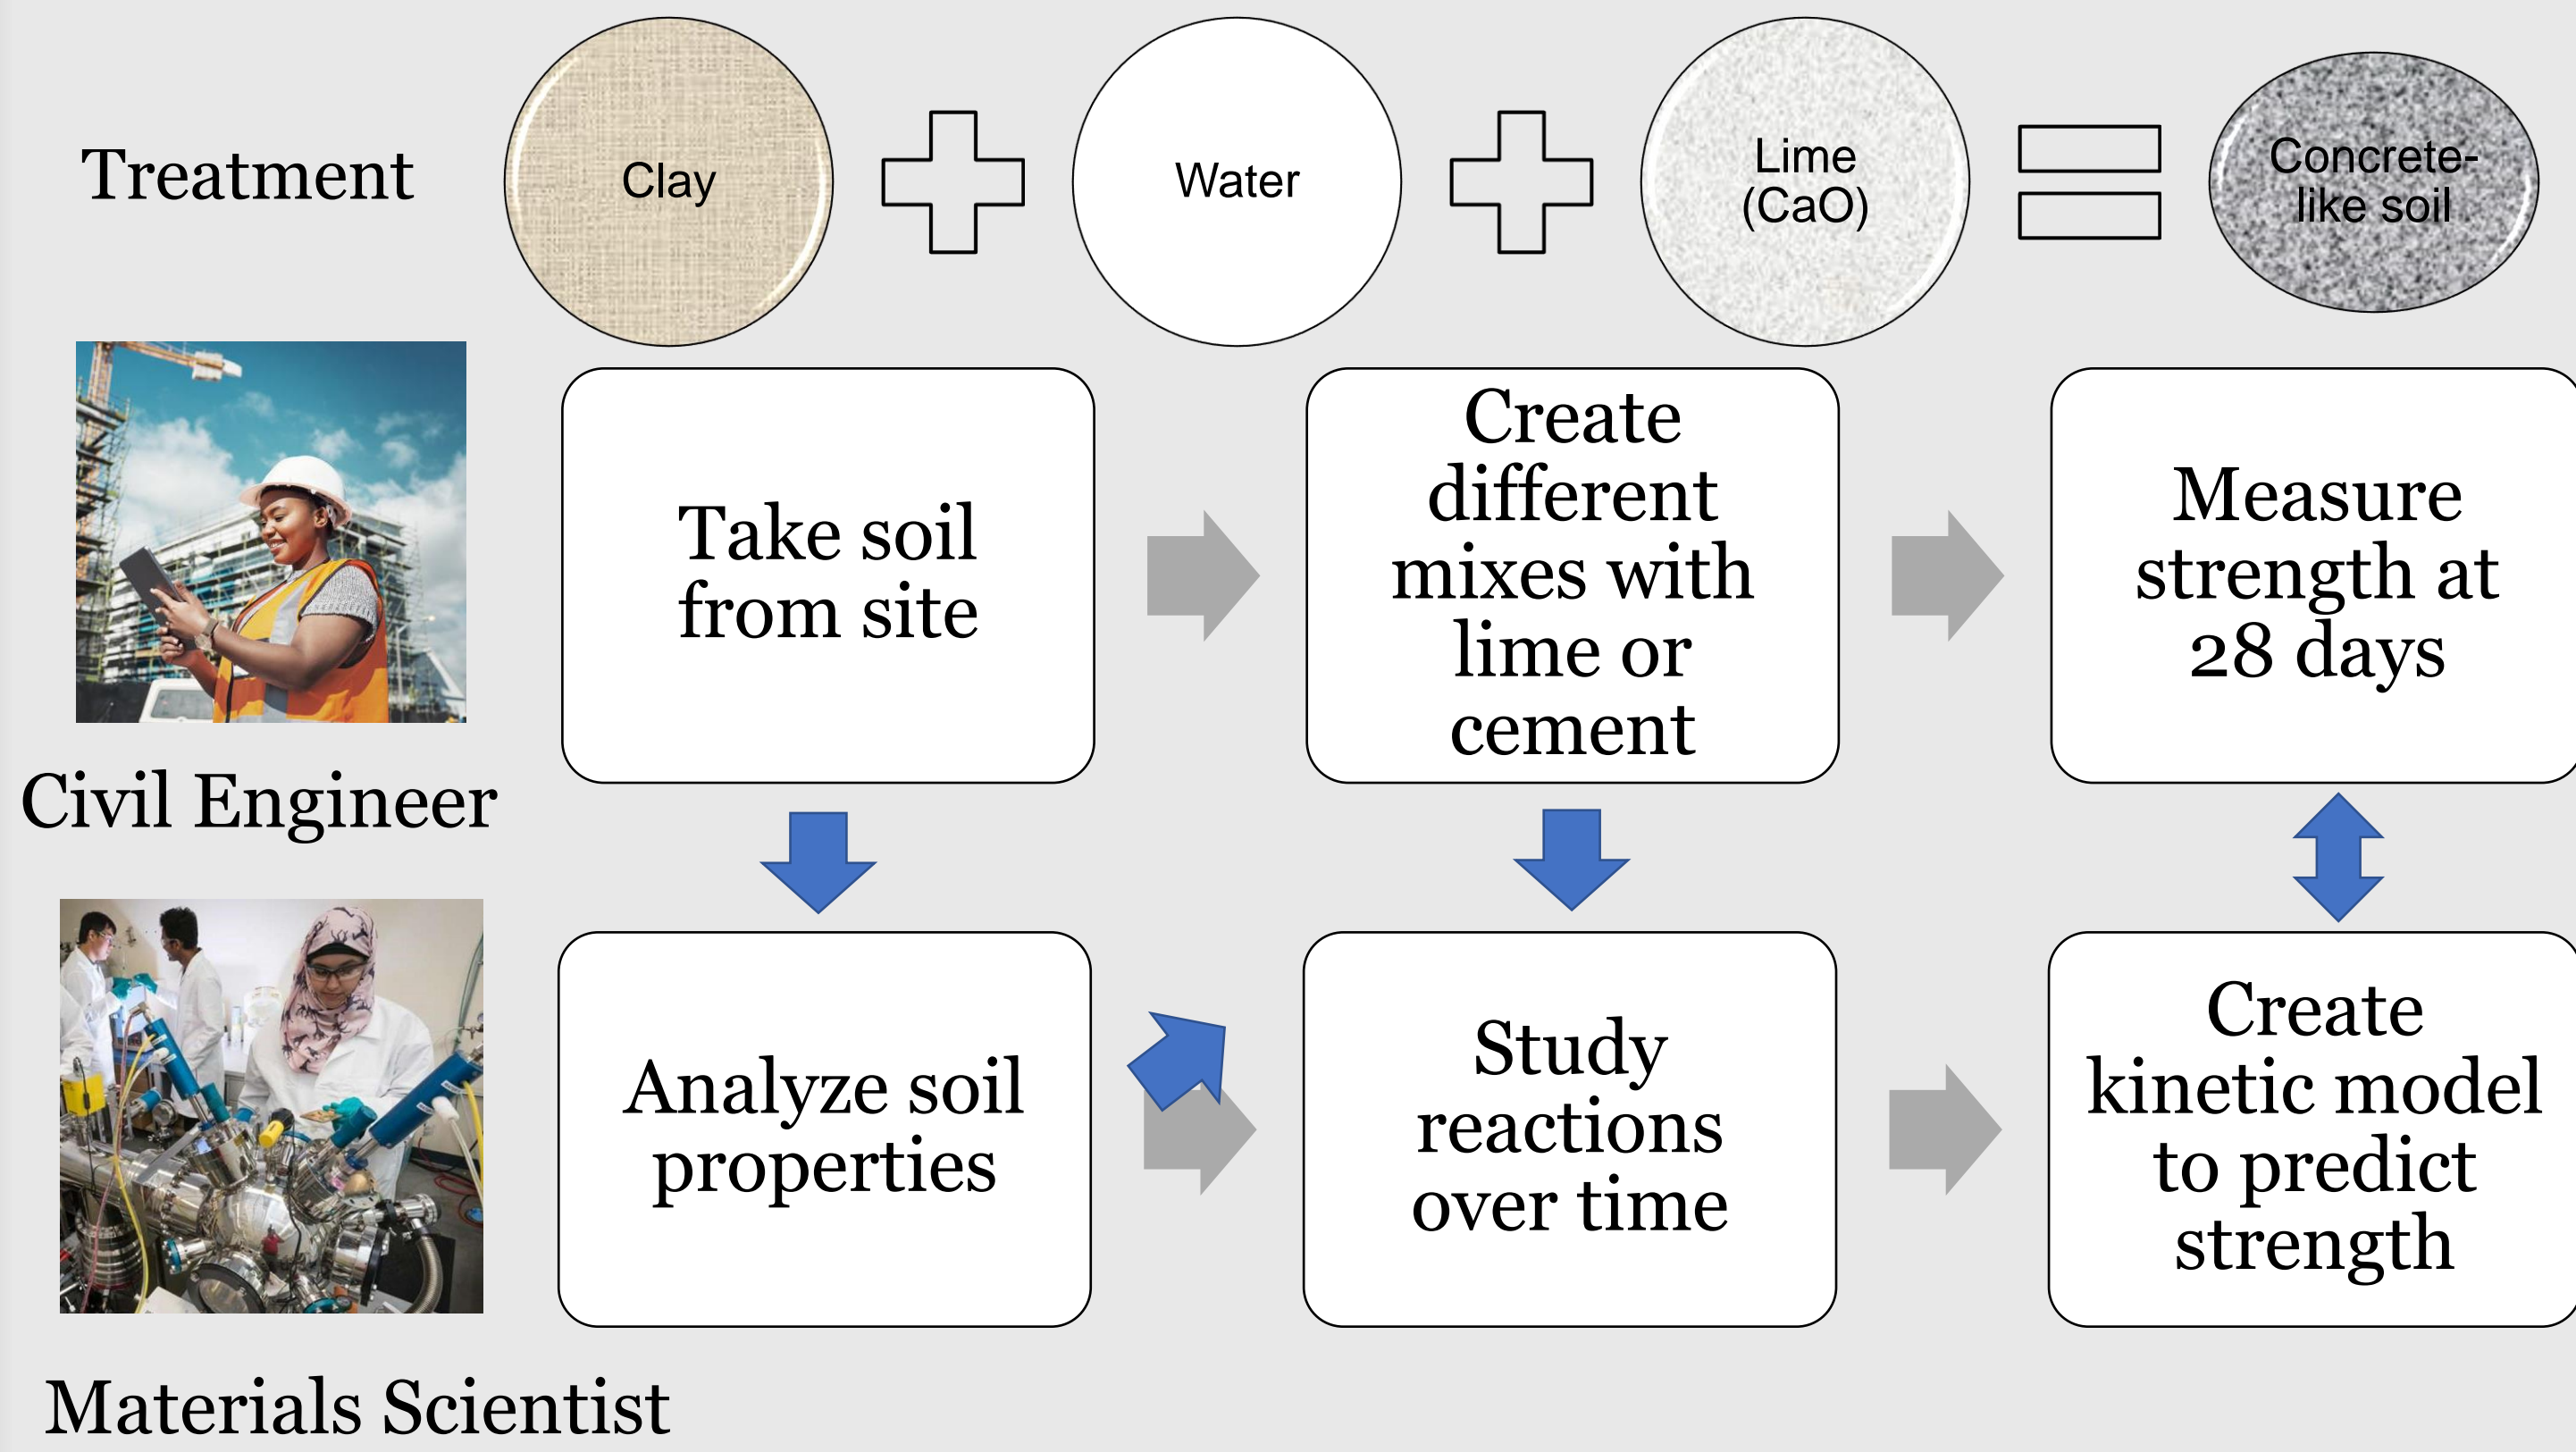 Treatment
Clay
Water
Lime
(CaO)
Concrete-
like soil
Civil Engineer
Take soil
from site
Create
different
mixes with
lime or
cement
Measure
strength at
28 days
Materials Scientist
Analyze soil
properties
Study
reactions
over time
Create
kinetic model
to predict
strength